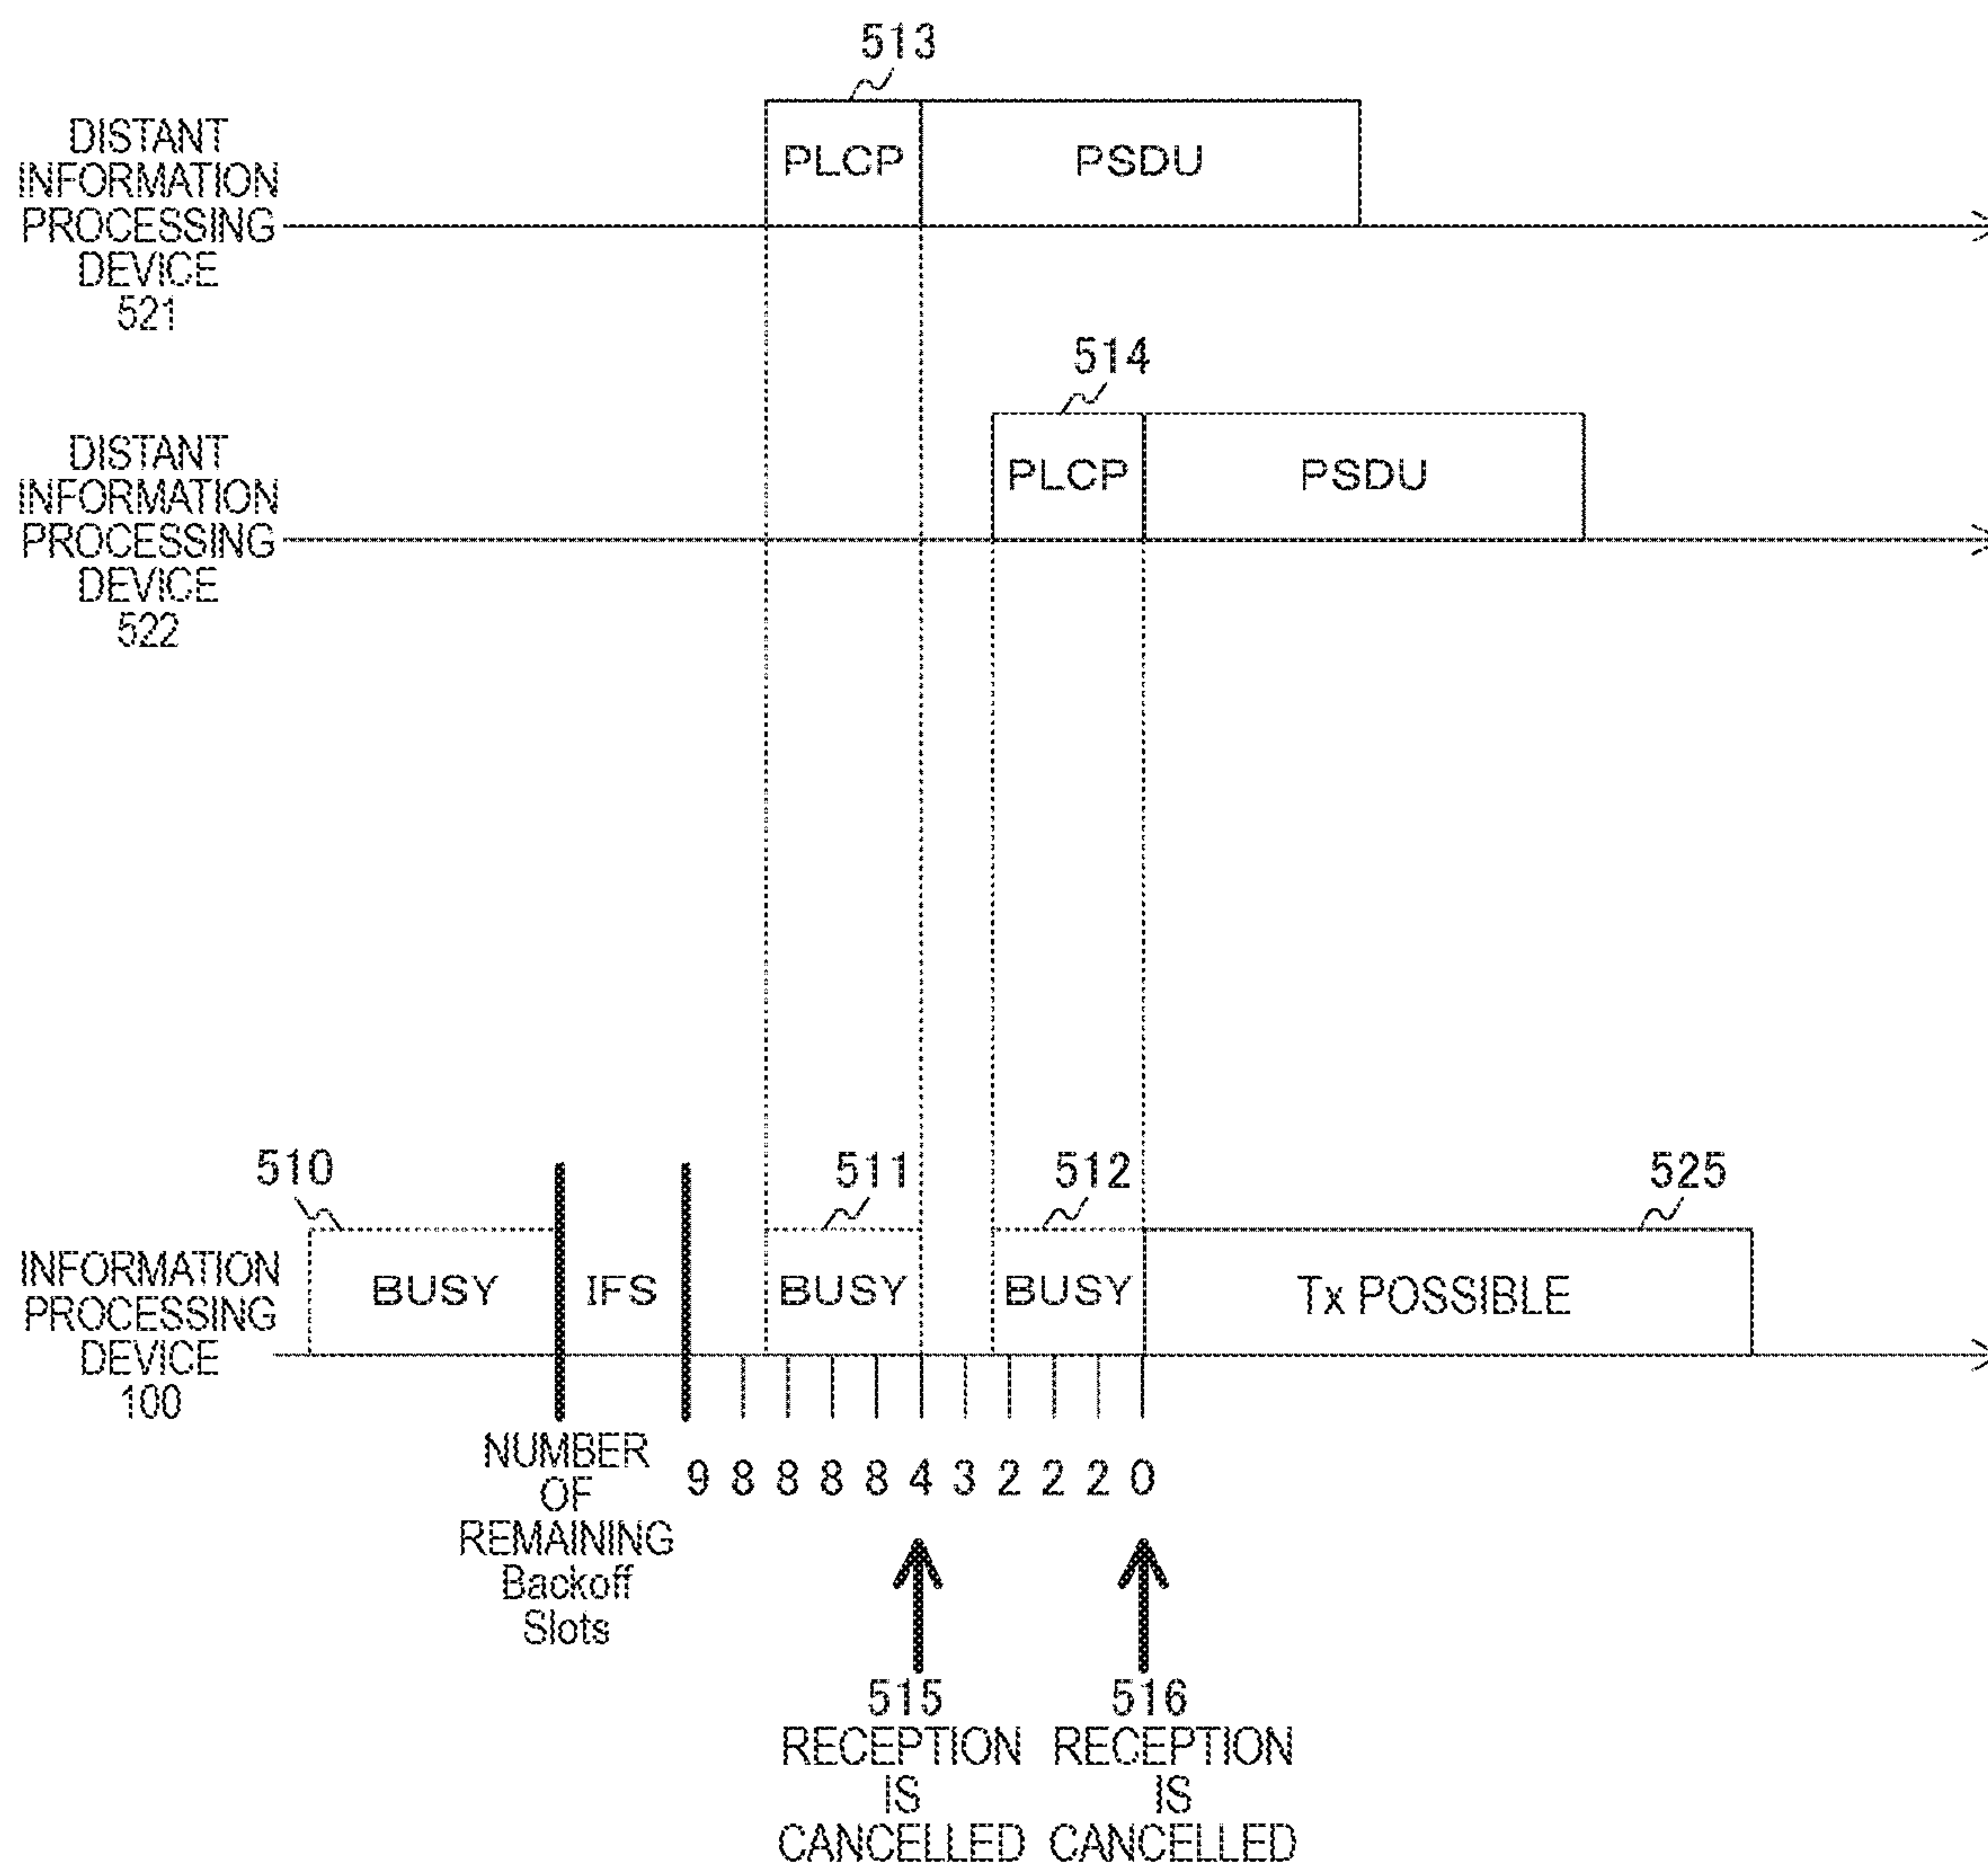 513
DISTANT
INFORMATION
PROCESSING
DEVICE
521
PLCP PSDU
514
DISTANT
INFORMATION
PROCESSING
DEVICE
522
PLCP PSDU
510 511 512 525
INFORMATION
PROCESSING
DEVICE
100
BUSY IFS BUSY BUSY Tx POSSIBLE
NUMBER
OF
REMAINING
Backoff
Slots
9 8 8 8 8 4 3 2 2 2 0
515
RECEPTION
IS
CANCELLED
516
RECEPTION
IS
CANCELLED